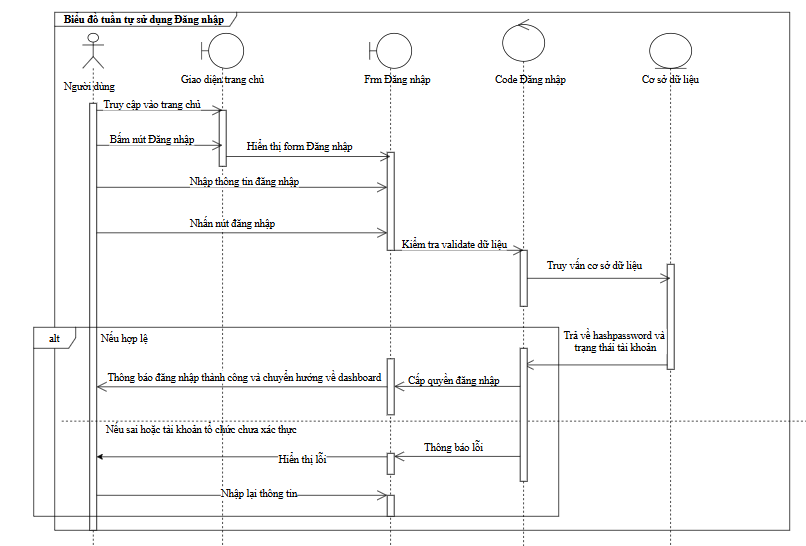 Biểu đồ tuần tự sử dụng Đăng nhập
Người dùng
Giao diện trang chủ
Frm Đăng nhập
Code Đăng nhập
Cơ sở dữ liệu
Truy cập vào trang chủ
Bấm nút Đăng nhập
Hiển thị form Đăng nhập
Nhập thông tin đăng nhập
Nhấn nút đăng nhập
Kiểm tra validate dữ liệu
Truy vấn cơ sở dữ liệu
alt
Nếu hợp lệ
Trả về hashpassword và
trạng thái tài khoản
Thông báo đăng nhập thành công và chuyển hướng về dashboard
Cấp quyền đăng nhập
Nếu sai hoặc tài khoản tổ chức chưa xác thực
Thông báo lỗi
Hiển thị lỗi
Nhập lại thông tin